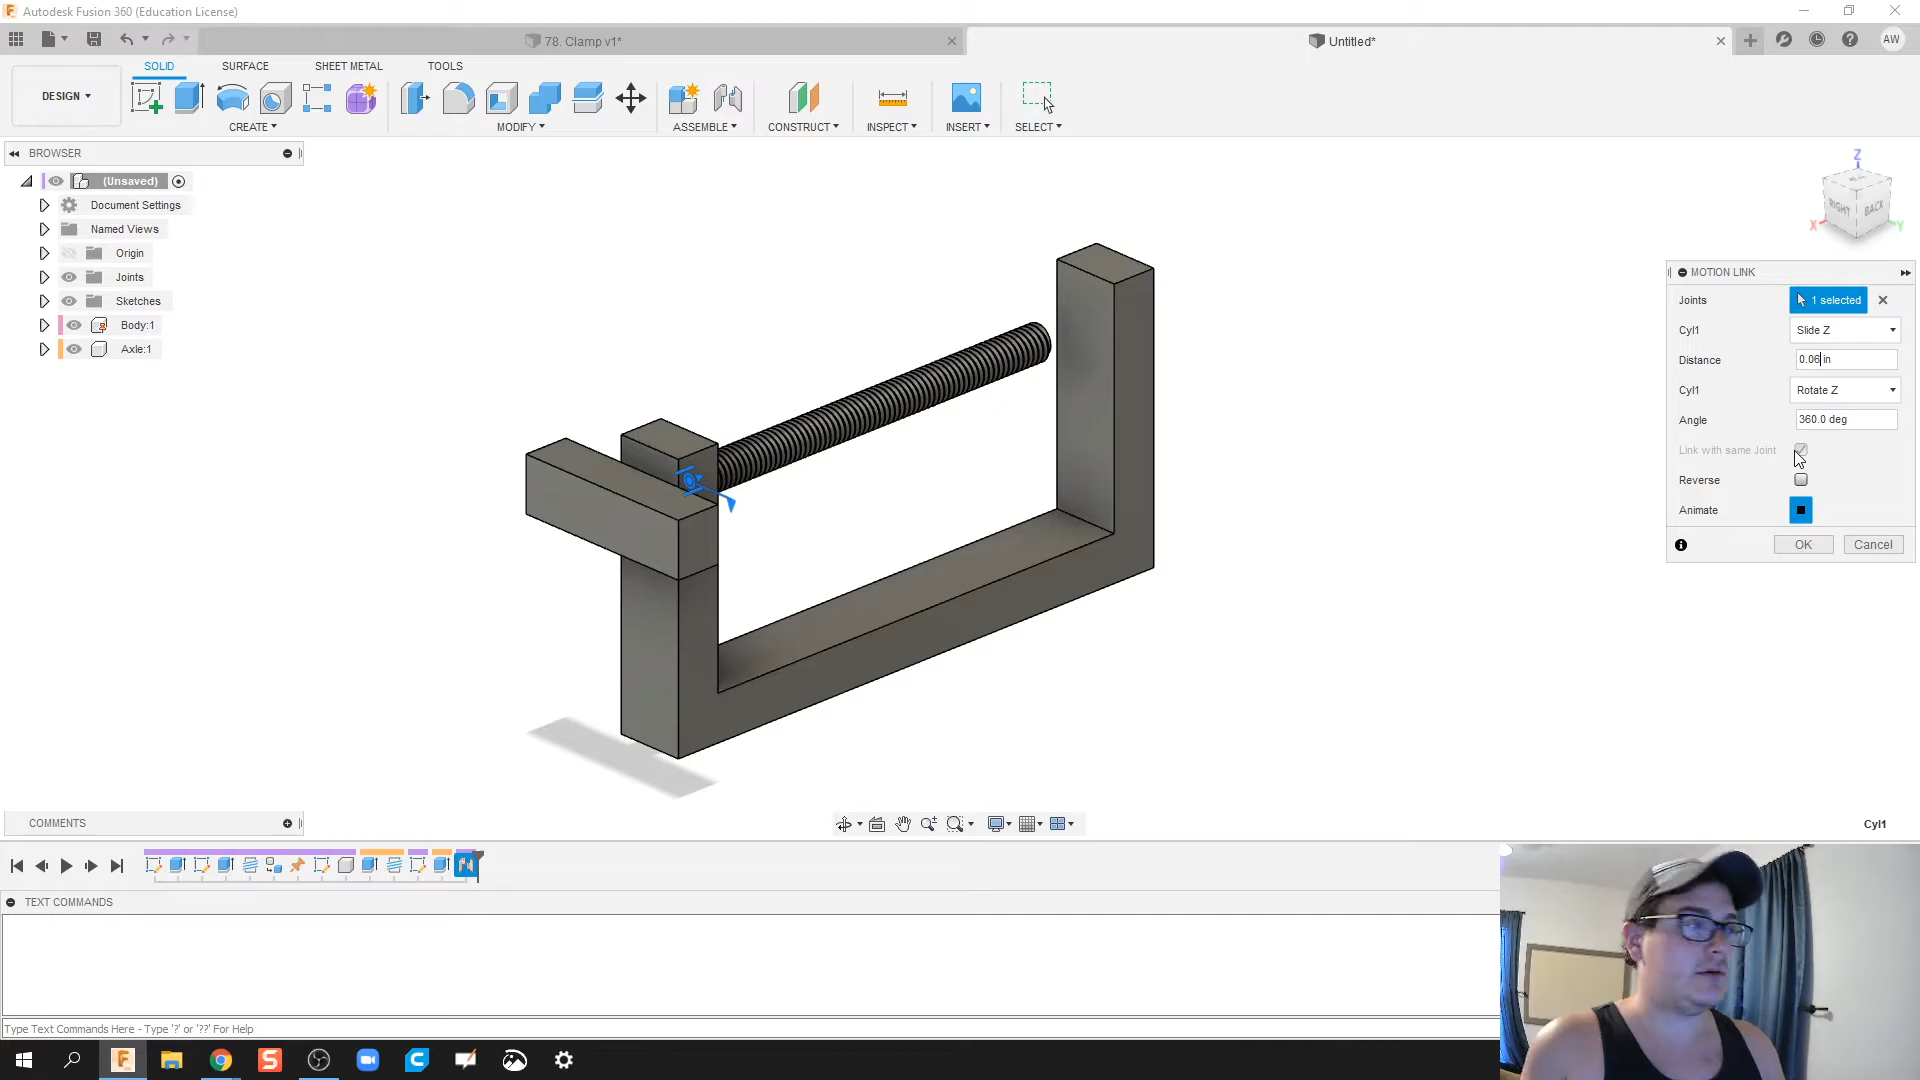 Autodesk Fusion 360 (Education License)
78. Clamp v1*
Untitled*
AW
DESIGN
SOLID
SURFACE
SHEET METAL
TOOLS
CREATE
MODIFY
ASSEMBLE
CONSTRUCT
INSPECT
INSERT
SELECT
BROWSER
(Unsaved)
Document Settings
Named Views
Origin
Joints
Sketches
Body:1
Axle:1
Z
RIGHT
BACK
X
Y
MOTION LINK
Joints
1 selected
Cyl1
Slide Z
Distance
0.06 in
Cyl1
Rotate Z
Angle
360.0 deg
Link with same Joint
Reverse
Animate
OK
Cancel
COMMENTS
Cyl1
TEXT COMMANDS
Type Text Commands Here - Type '?' or '??' For Help